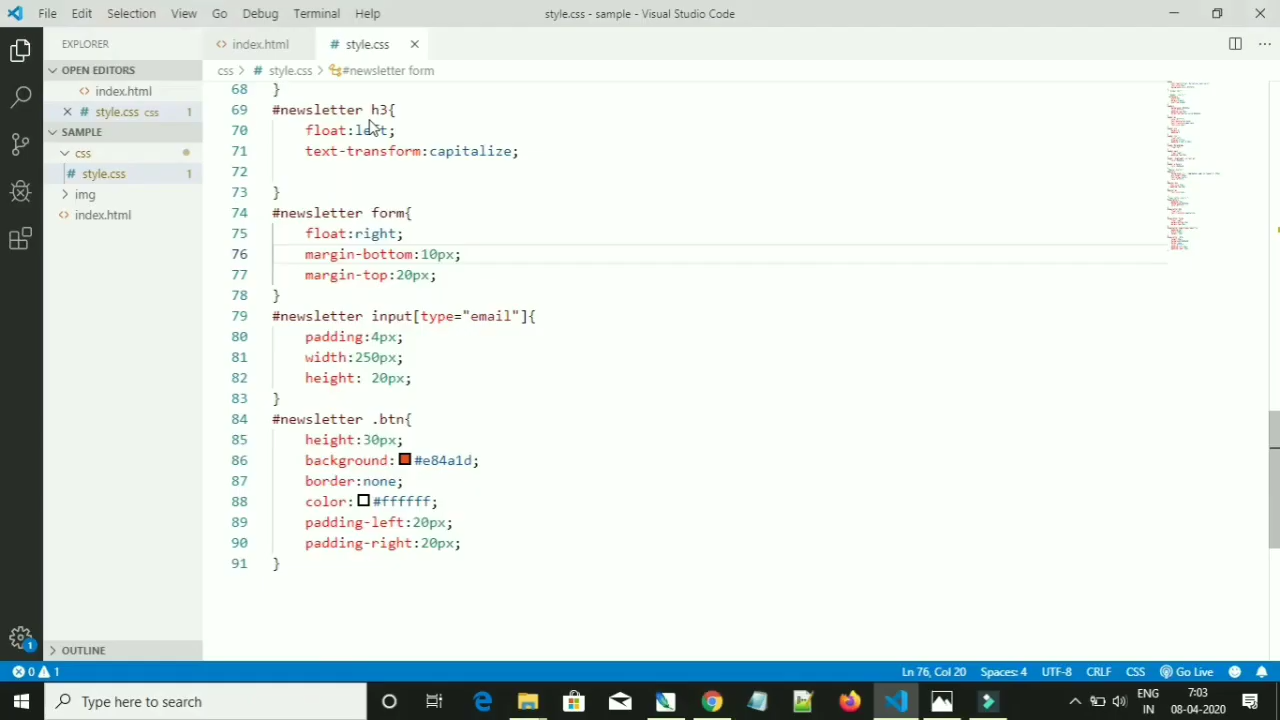 File Edit Selection View Go Debug Terminal Help style.css - sample - Visual Studio Code
EXPLORER
<> index.html # style.css ×
OPEN EDITORS
css > # style.css > #newsletter form
<> index.html
× # style.css css 1
SAMPLE
css
# style.css 1
img
<> index.html
68 }
69 #newsletter h3{
70 float:left;
71 text-transform:capitalize;
72
73 }
74 #newsletter form{
75 float:right;
76 margin-bottom:10px;
77 margin-top:20px;
78 }
79 #newsletter input[type="email"]{
80 padding:4px;
81 width:250px;
82 height: 20px;
83 }
84 #newsletter .btn{
85 height:30px;
86 background:#e84a1d;
87 border:none;
88 color:#ffffff;
89 padding-left:20px;
90 padding-right:20px;
91 }
1
OUTLINE
0 1 Ln 76, Col 20 Spaces: 4 UTF-8 CRLF CSS Go Live
Type here to search
ENG
IN
7:03
08-04-2020